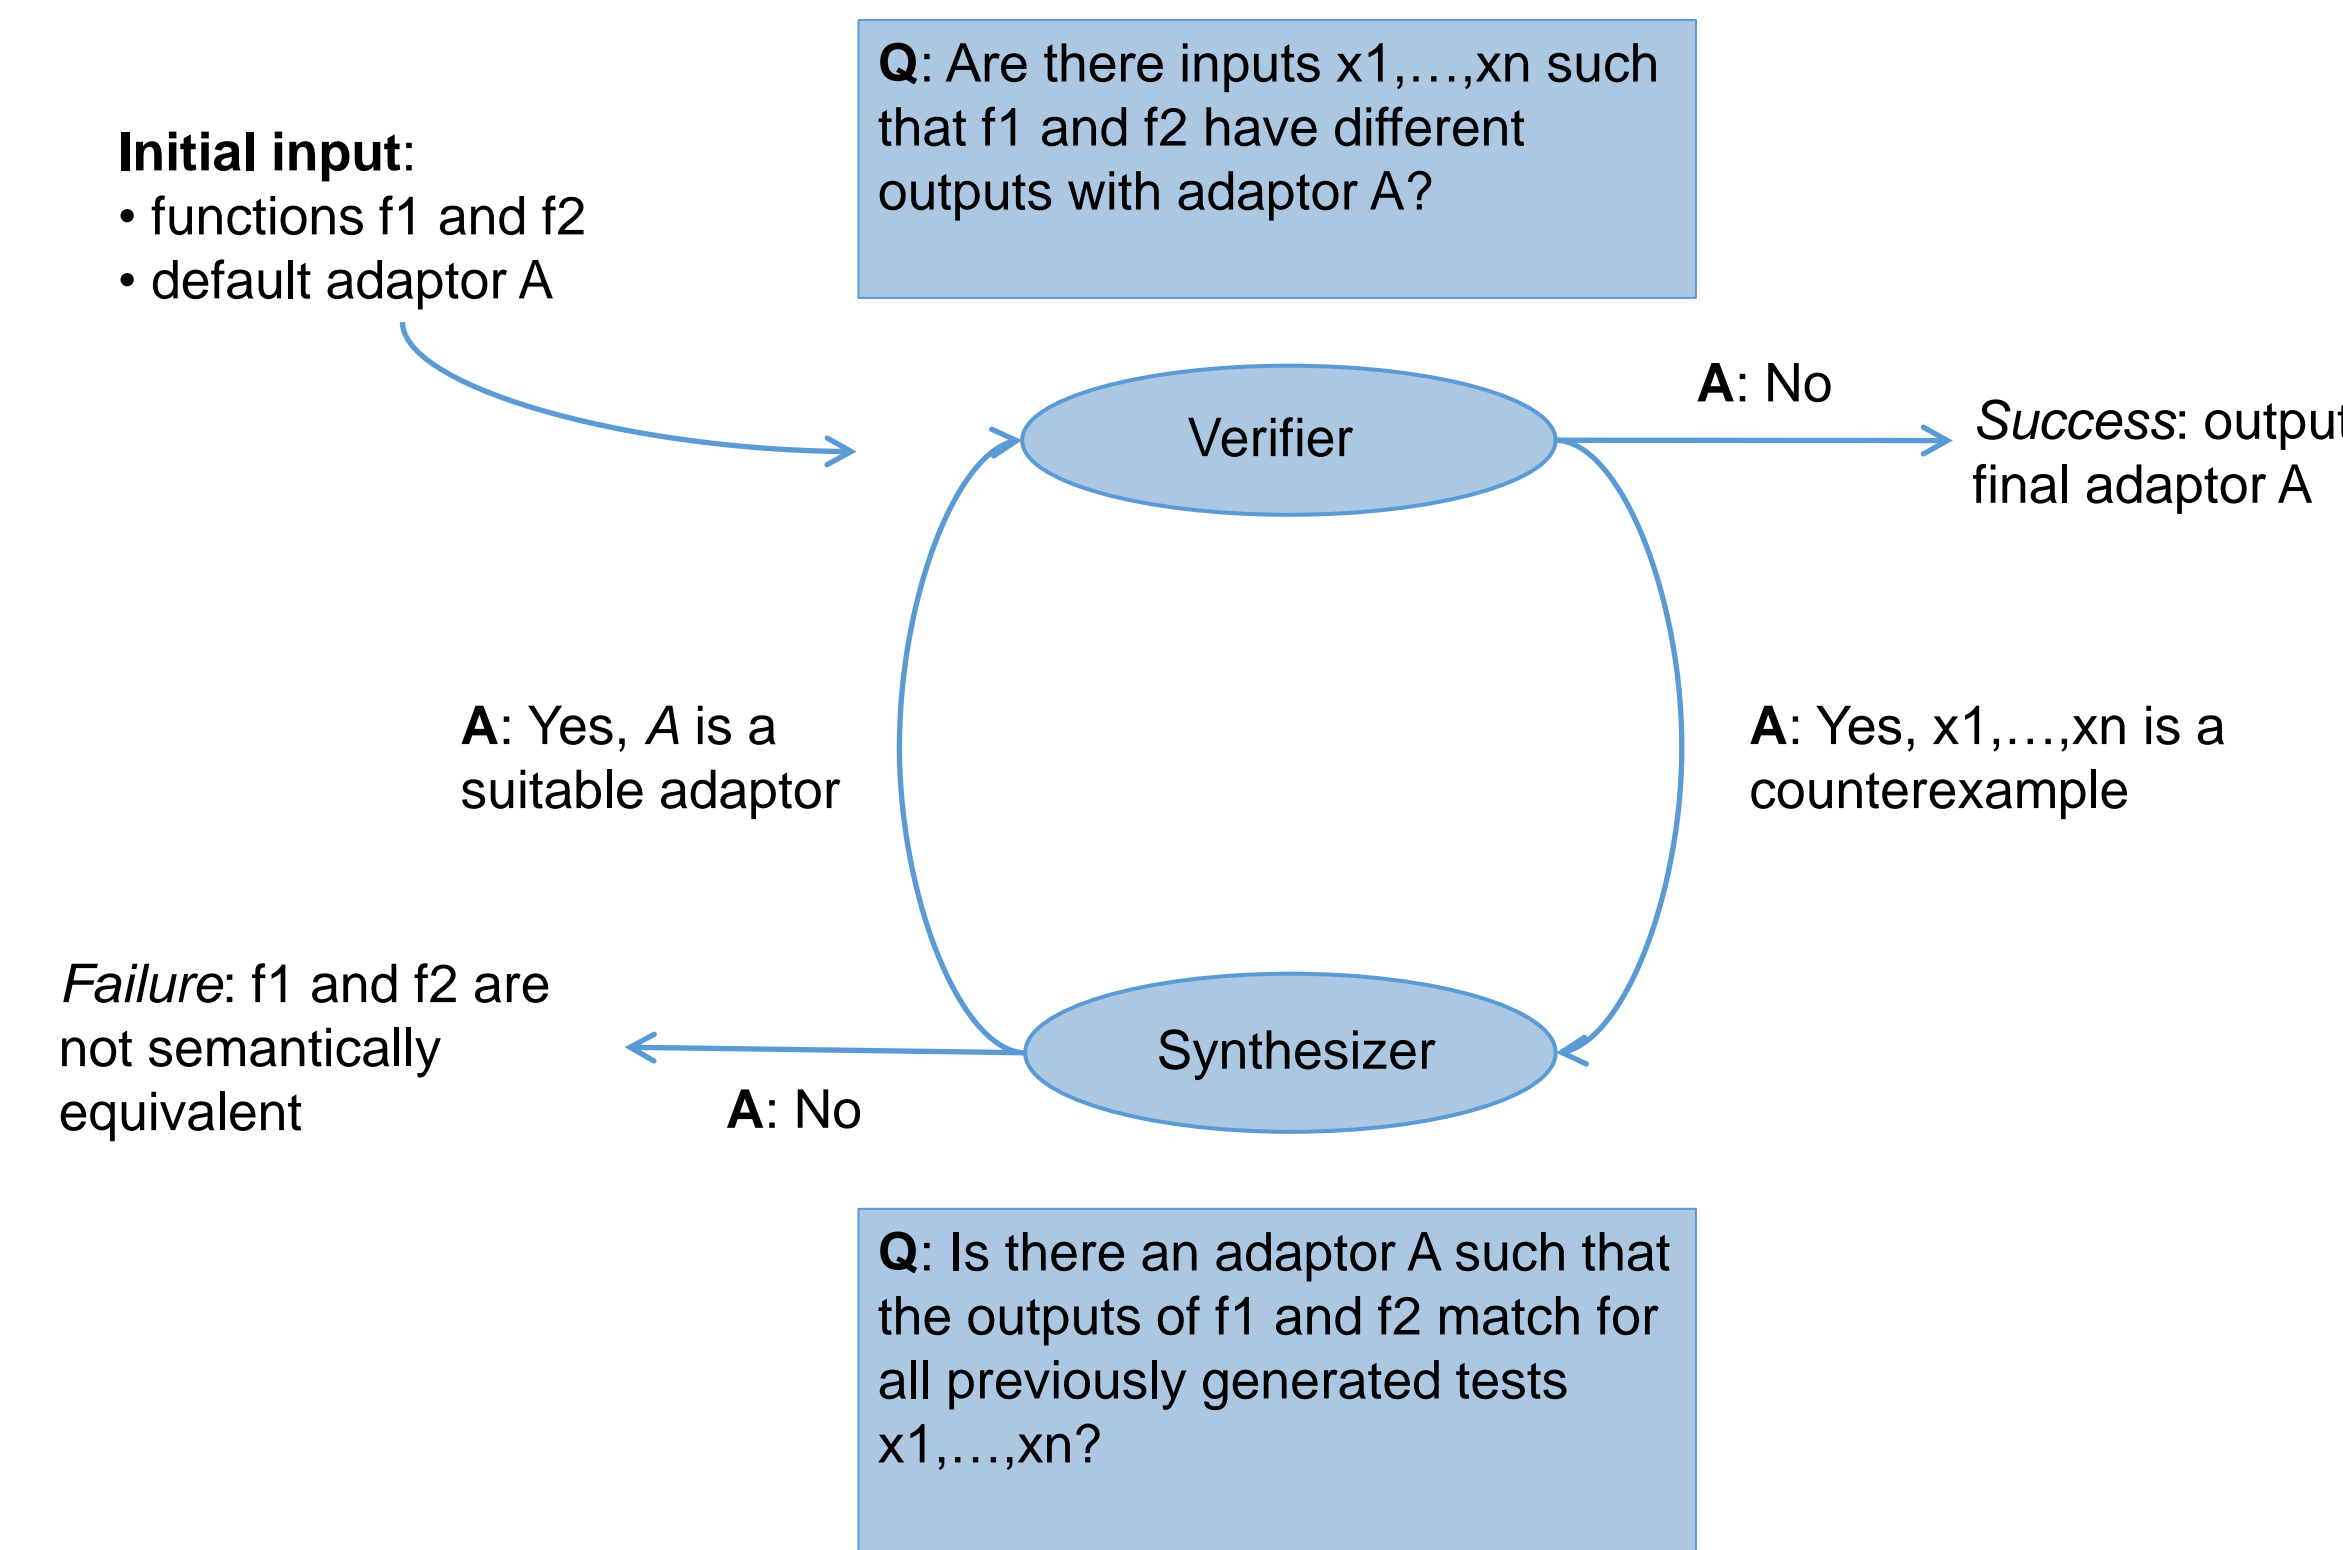 Q: Are there inputs x1,…,xn such
that f1 and f2 have different
outputs with adaptor A?
Initial input:
• functions f1 and f2
• default adaptor A
Verifier
A: No
Success: output
final adaptor A
A: Yes, A is a
suitable adaptor
A: Yes, x1,…,xn is a
counterexample
Failure: f1 and f2 are
not semantically
equivalent
Synthesizer
A: No
Q: Is there an adaptor A such that
the outputs of f1 and f2 match for
all previously generated tests
x1,…,xn?